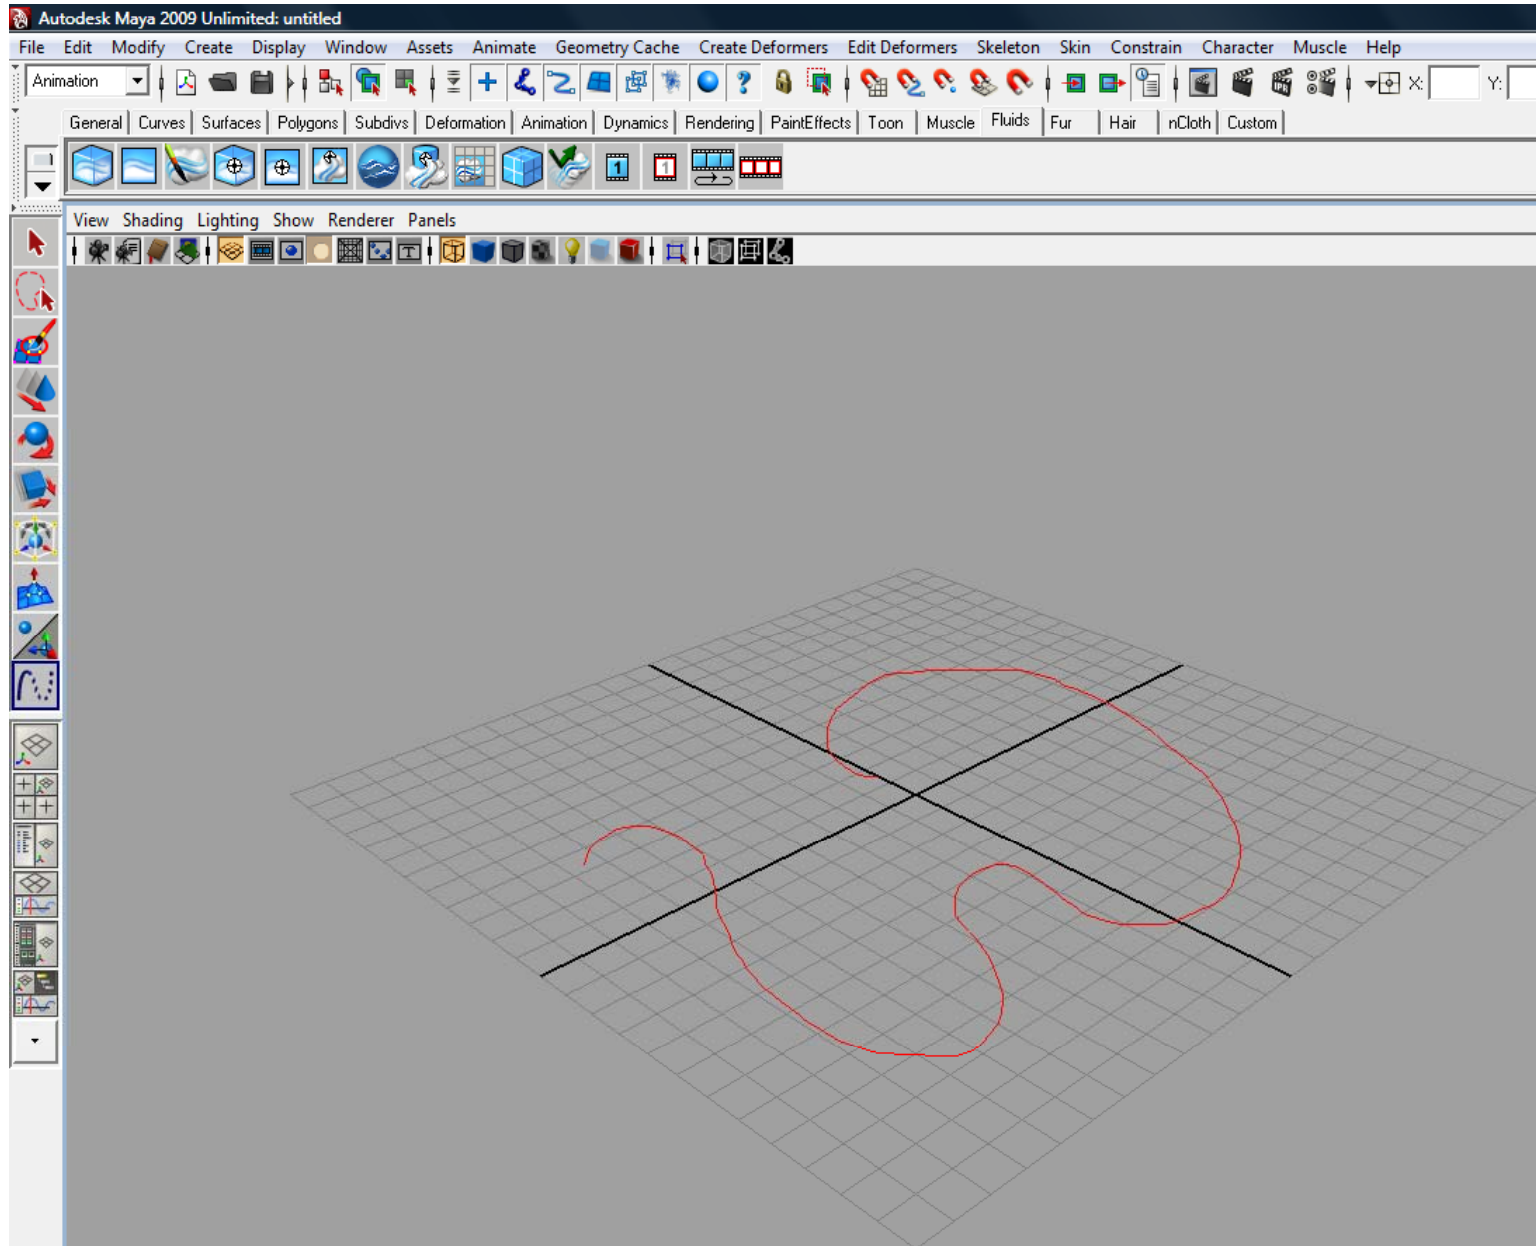 Autodesk Maya 2009 Unlimited: untitled
File Edit Modify Create Display Window Assets Animate Geometry Cache Create Deformers Edit Deformers Skeleton Skin Constrain Character Muscle Help
Animation X: Y:
General Curves Surfaces Polygons Subdivs Deformation Animation Dynamics Rendering PaintEffects Toon Muscle Fluids Fur Hair nCloth Custom
1 1
View Shading Lighting Show Renderer Panels